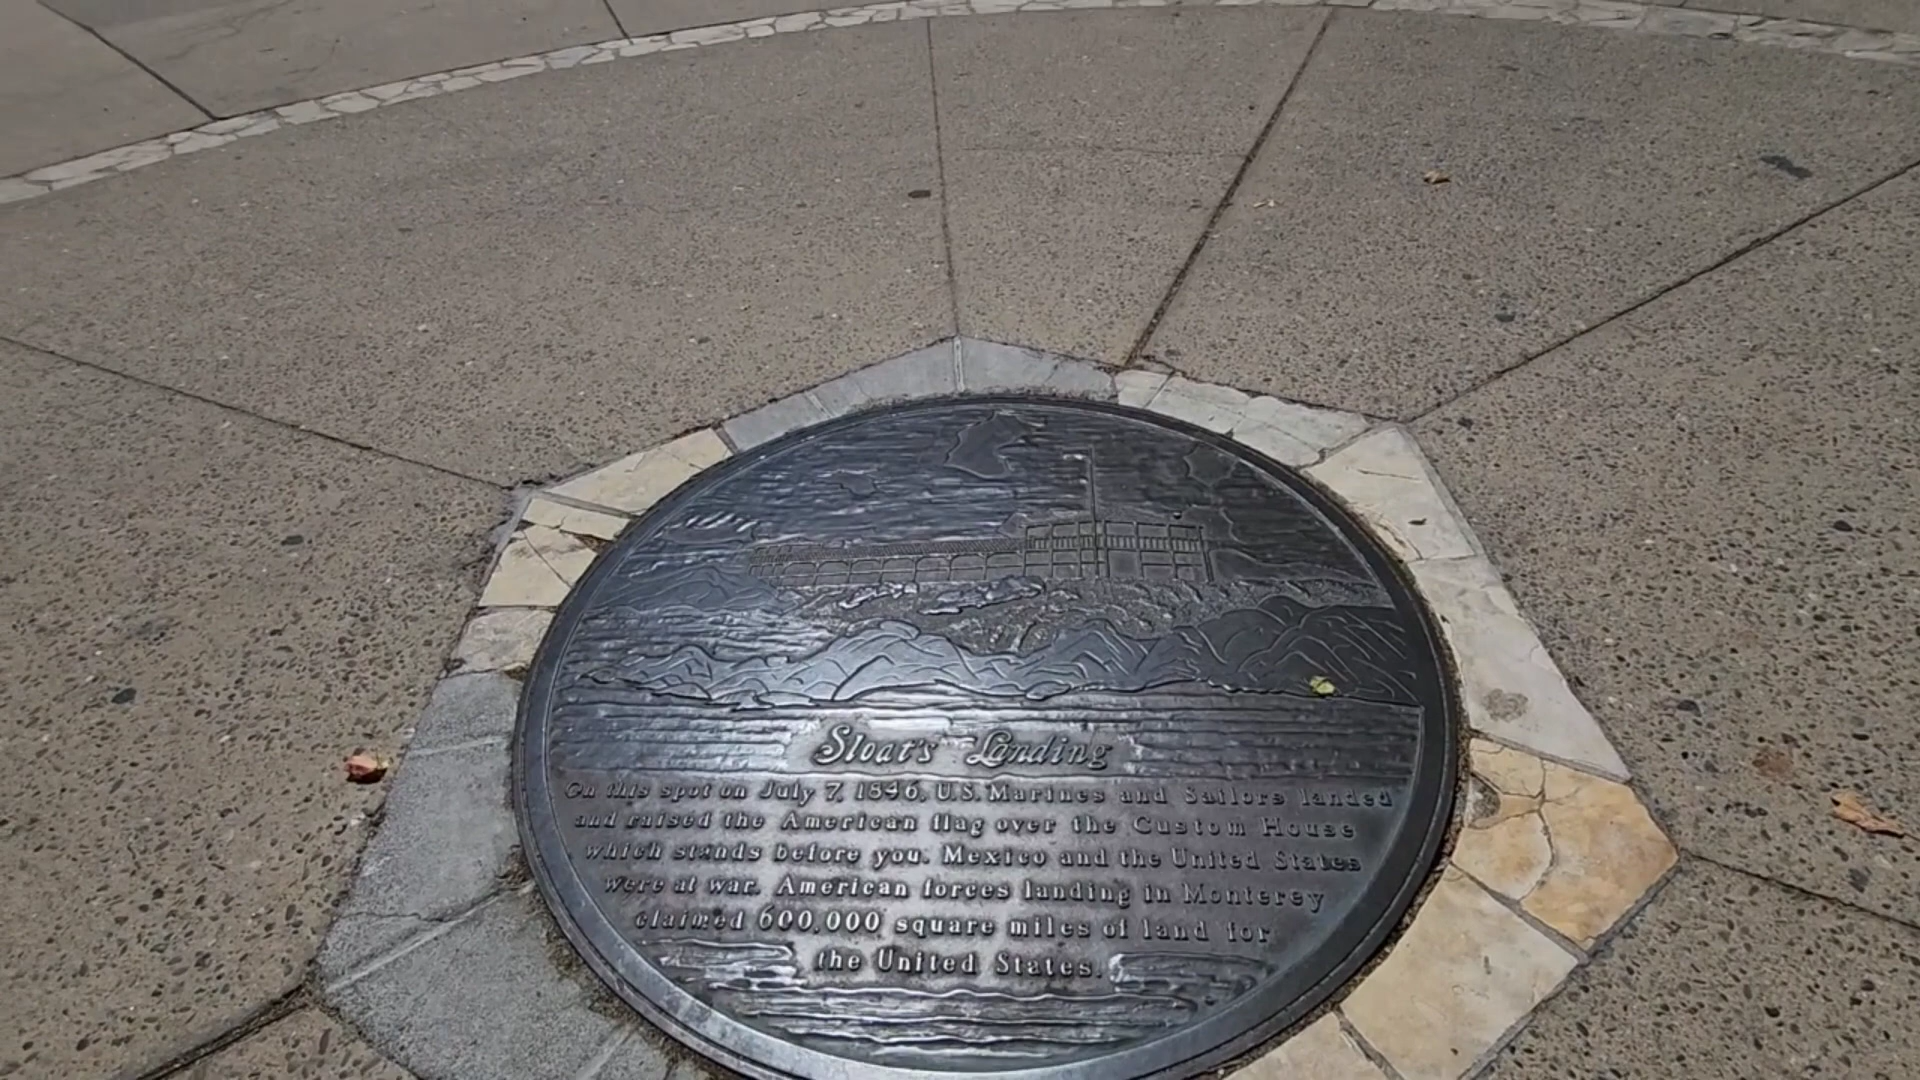 Sloat's Landing
On this spot on July 7, 1846, U.S. Marines and Sailors landed
and raised the American flag over the Custom House
which stands before you. Mexico and the United States
were at war. American forces landing in Monterey
claimed 600,000 square miles of land for
the United States.